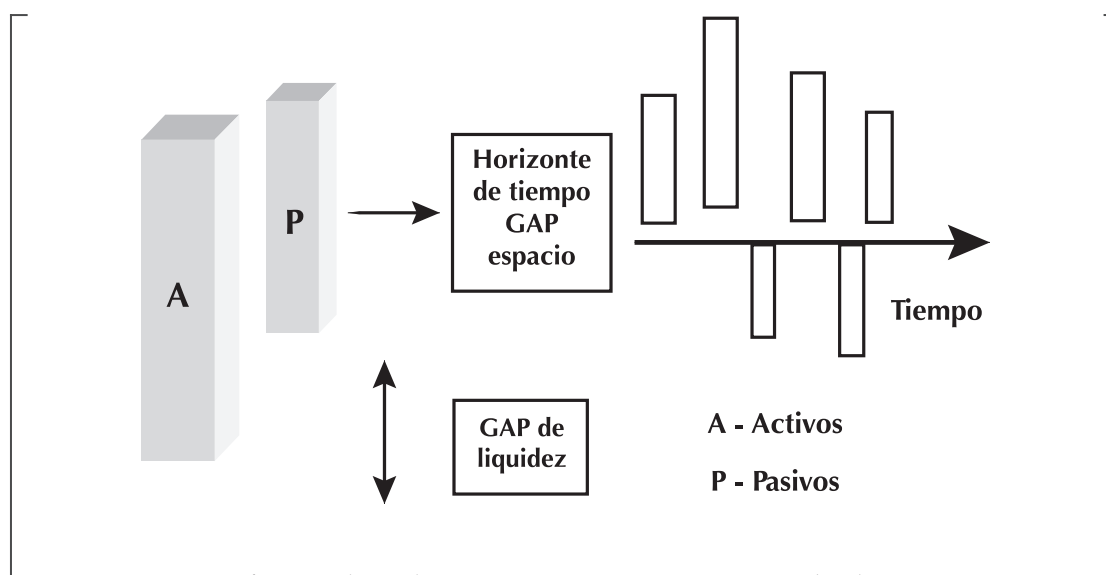 A
P
Horizonte
de tiempo
GAP
espacio
Tiempo
GAP de
liquidez
A - Activos
P - Pasivos